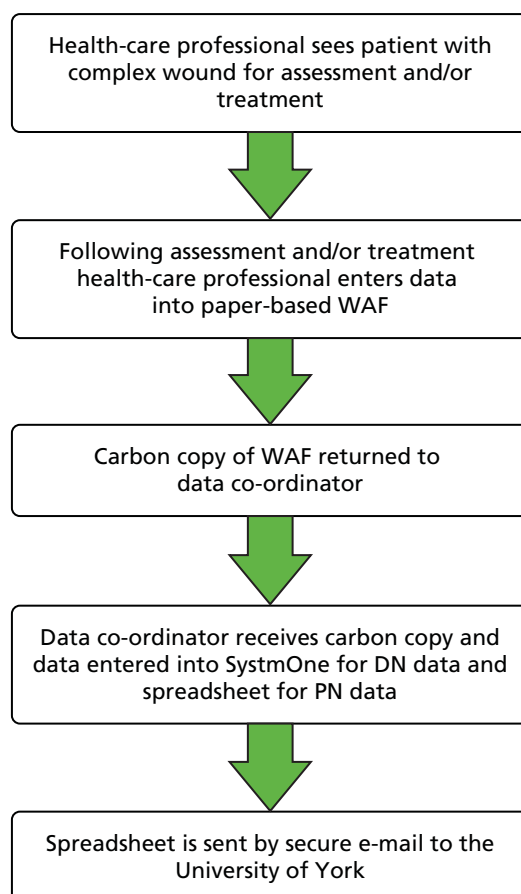 Health-care professional sees patient with
complex wound for assessment and/or
treatment
Following assessment and/or treatment
health-care professional enters data
into paper-based WAF
Carbon copy of WAF returned to
data co-ordinator
Data co-ordinator receives carbon copy and
data entered into SystmOne for DN data and
spreadsheet for PN data
Spreadsheet is sent by secure e-mail to the
University of York